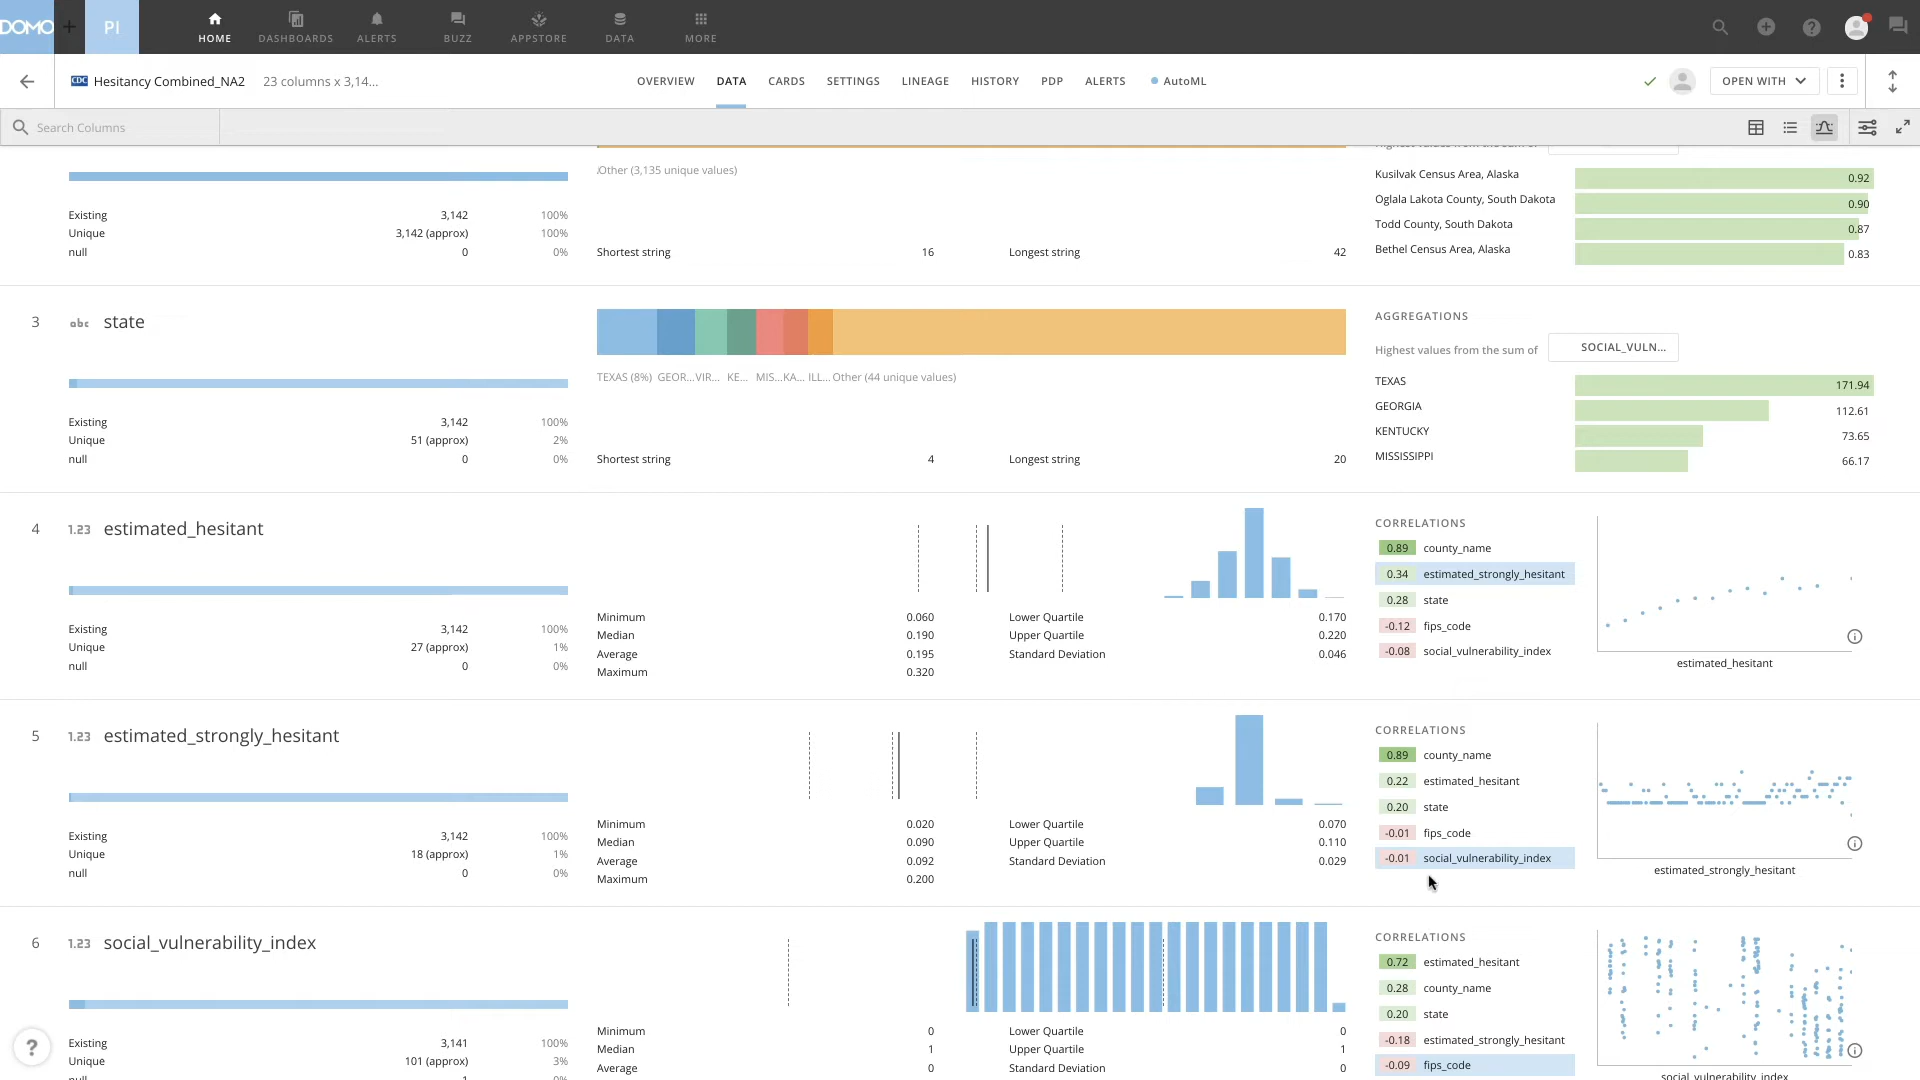 DOMO
+
PI
HOME
DASHBOARDS
ALERTS
BUZZ
APPSTORE
DATA
MORE
CDC Hesitancy Combined_NA2
23 columns x 3,14...
OVERVIEW
DATA
CARDS
SETTINGS
LINEAGE
HISTORY
PDP
ALERTS
AutoML
OPEN WITH
Search Columns
Existing 3,142 100%
Unique 3,142 (approx) 100%
null 0 0%
Other (3,135 unique values)
Shortest string 16 Longest string 42
Highest values from the sum of
Kusilvak Census Area, Alaska 0.92
Oglala Lakota County, South Dakota 0.90
Todd County, South Dakota 0.87
Bethel Census Area, Alaska 0.83
3 abc state
Existing 3,142 100%
Unique 51 (approx) 2%
null 0 0%
TEXAS (8%) GEOR... VIR... KE... MIS... KA... ILL... Other (44 unique values)
Shortest string 4 Longest string 20
AGGREGATIONS
Highest values from the sum of SOCIAL_VULN...
TEXAS 171.94
GEORGIA 112.61
KENTUCKY 73.65
MISSISSIPPI 66.17
4 1.23 estimated_hesitant
Existing 3,142 100%
Unique 27 (approx) 1%
null 0 0%
Minimum 0.060 Lower Quartile 0.170
Median 0.190 Upper Quartile 0.220
Average 0.195 Standard Deviation 0.046
Maximum 0.320
CORRELATIONS
0.89 county_name
0.34 estimated_strongly_hesitant
0.28 state
-0.12 fips_code
-0.08 social_vulnerability_index
estimated_hesitant
5 1.23 estimated_strongly_hesitant
Existing 3,142 100%
Unique 18 (approx) 1%
null 0 0%
Minimum 0.020 Lower Quartile 0.070
Median 0.090 Upper Quartile 0.110
Average 0.092 Standard Deviation 0.029
Maximum 0.200
CORRELATIONS
0.89 county_name
0.22 estimated_hesitant
0.20 state
-0.01 fips_code
-0.01 social_vulnerability_index
estimated_strongly_hesitant
6 1.23 social_vulnerability_index
Existing 3,141 100%
Unique 101 (approx) 3%
null 1 0%
Minimum 0 Lower Quartile 0
Median 1 Upper Quartile 1
Average 0 Standard Deviation 0
CORRELATIONS
0.72 estimated_hesitant
0.28 county_name
0.20 state
-0.18 estimated_strongly_hesitant
-0.09 fips_code
social_vulnerability_index
?